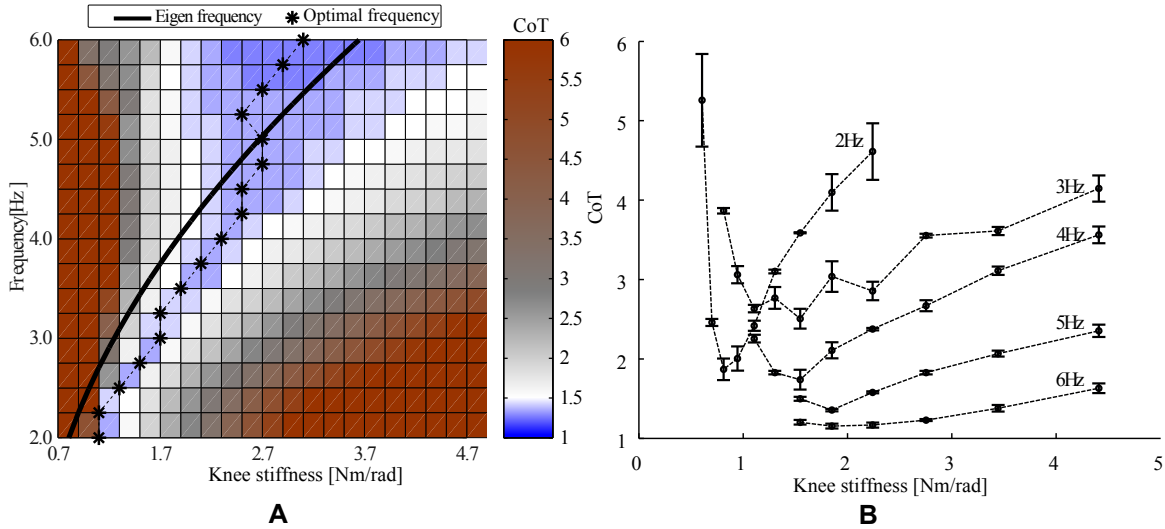 Eigen frequency
Optimal frequency
CoT
6.0
5.0
4.0
3.0
2.0
Frequency[Hz]
0.7
1.7
2.7
3.7
4.7
Knee stiffness [Nm/rad]
6
5.5
5
4.5
4
3.5
3
2.5
2
1.5
1
A
CoT
6
5
4
3
2
1
0
1
2
3
4
5
Knee stiffness [Nm/rad]
2Hz
3Hz
4Hz
5Hz
6Hz
B